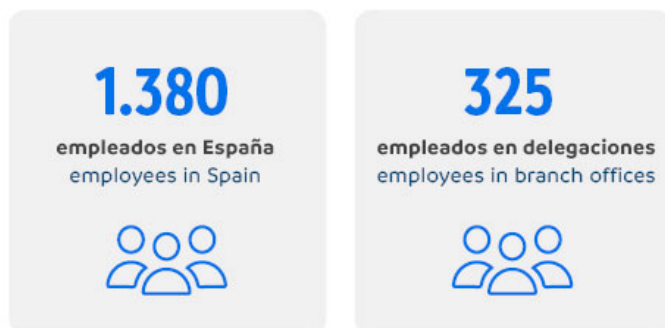 1.380
empleados en España
employees in Spain
325
empleados en delegaciones
employees in branch offices